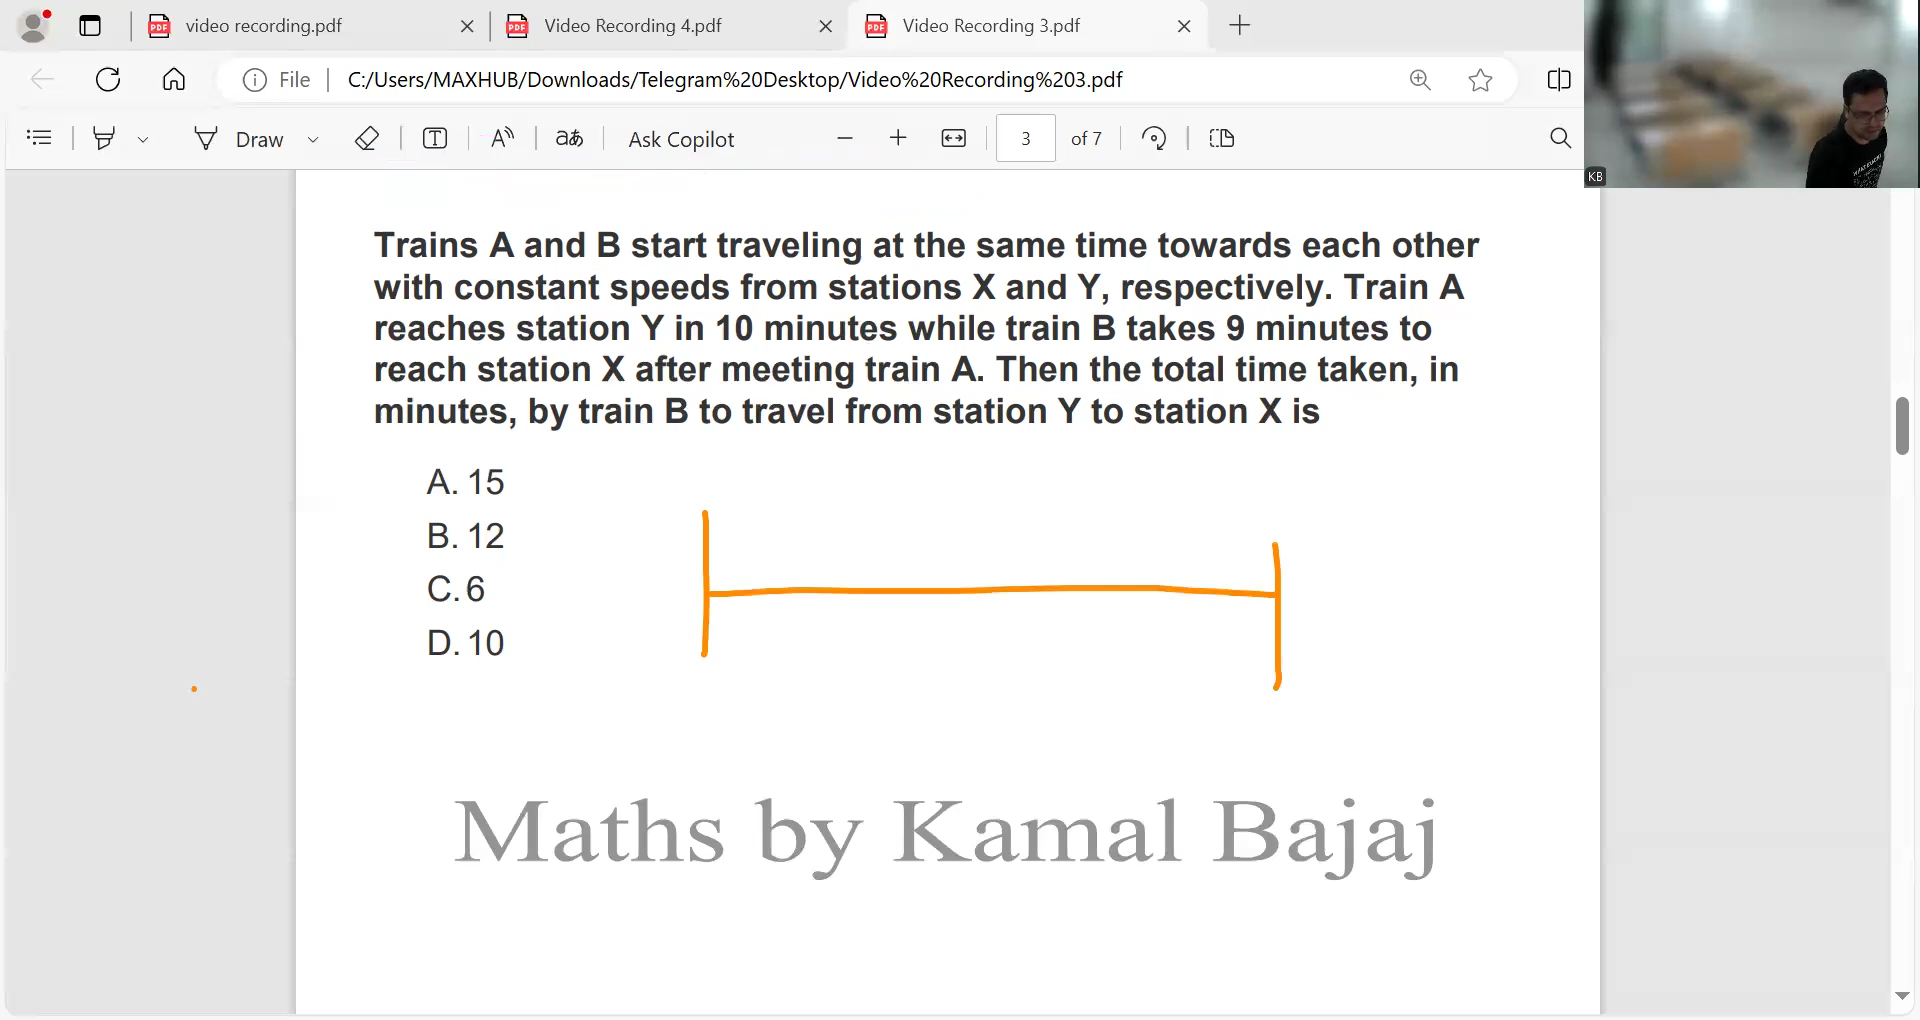 video recording.pdf
Video Recording 4.pdf
Video Recording 3.pdf
File
C:/Users/MAXHUB/Downloads/Telegram%20Desktop/Video%20Recording%203.pdf
Draw
aあ
Ask Copilot
3
of 7
KB
Trains A and B start traveling at the same time towards each other
with constant speeds from stations X and Y, respectively. Train A
reaches station Y in 10 minutes while train B takes 9 minutes to
reach station X after meeting train A. Then the total time taken, in
minutes, by train B to travel from station Y to station X is
A. 15
B. 12
C. 6
D. 10
Maths by Kamal Bajaj